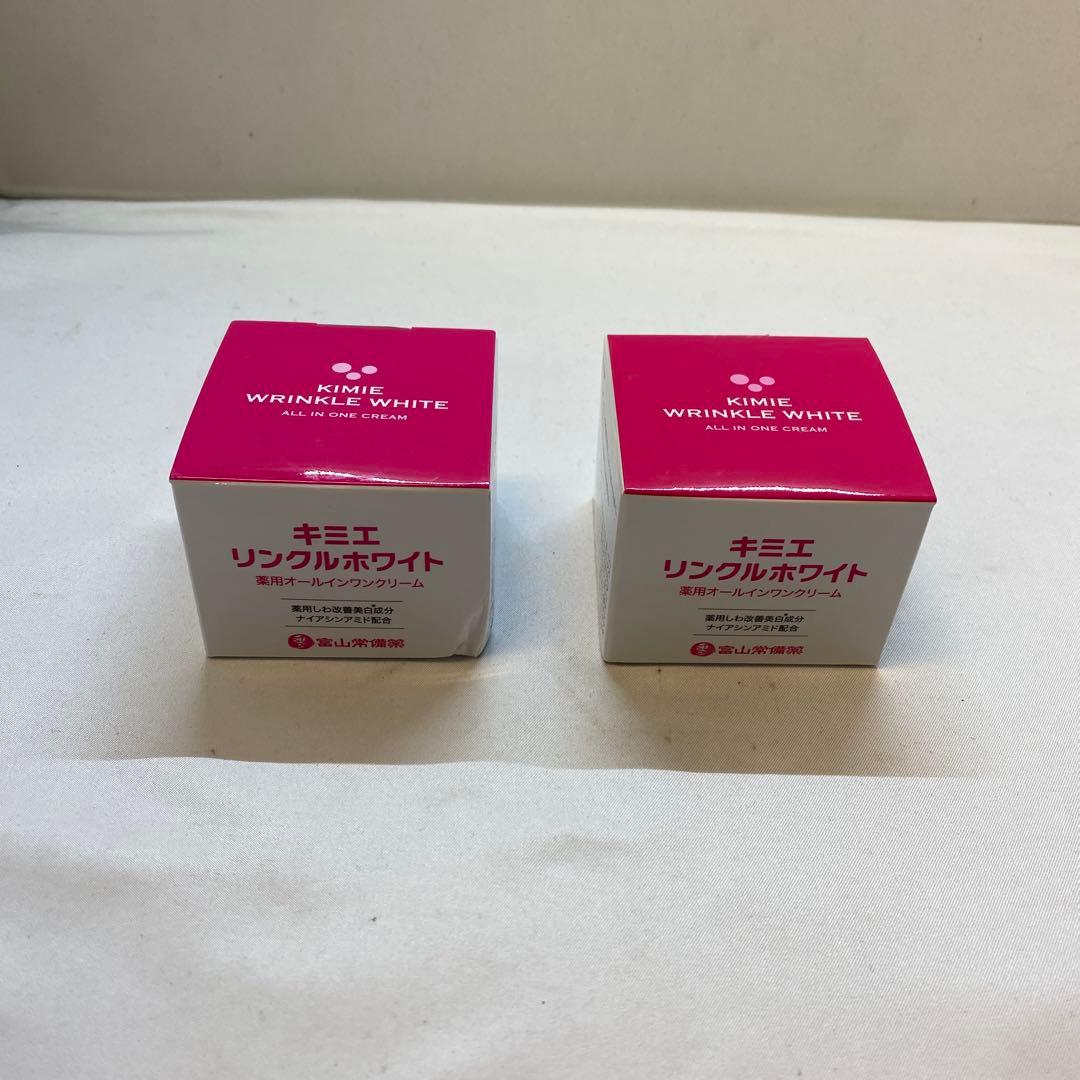 KIMIE
WRINKLE WHITE
ALL IN ONE CREAM
キミエ
リンクルホワイト
薬用オールインワンクリーム
薬用しわ改善美白*成分
ナイアシンアミド配合
富山常備薬
KIMIE
WRINKLE WHITE
ALL IN ONE CREAM
キミエ
リンクルホワイト
薬用オールインワンクリーム
薬用しわ改善美白*成分
ナイアシンアミド配合
富山常備薬